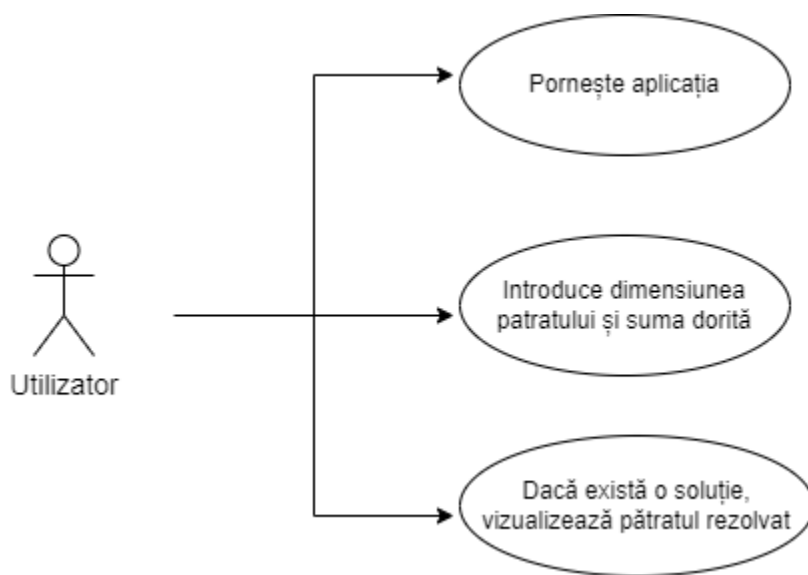 Pornește aplicația
Introduce dimensiunea
patratului și suma dorită
Utilizator
Dacă există o soluție,
vizualizează pătratul rezolvat